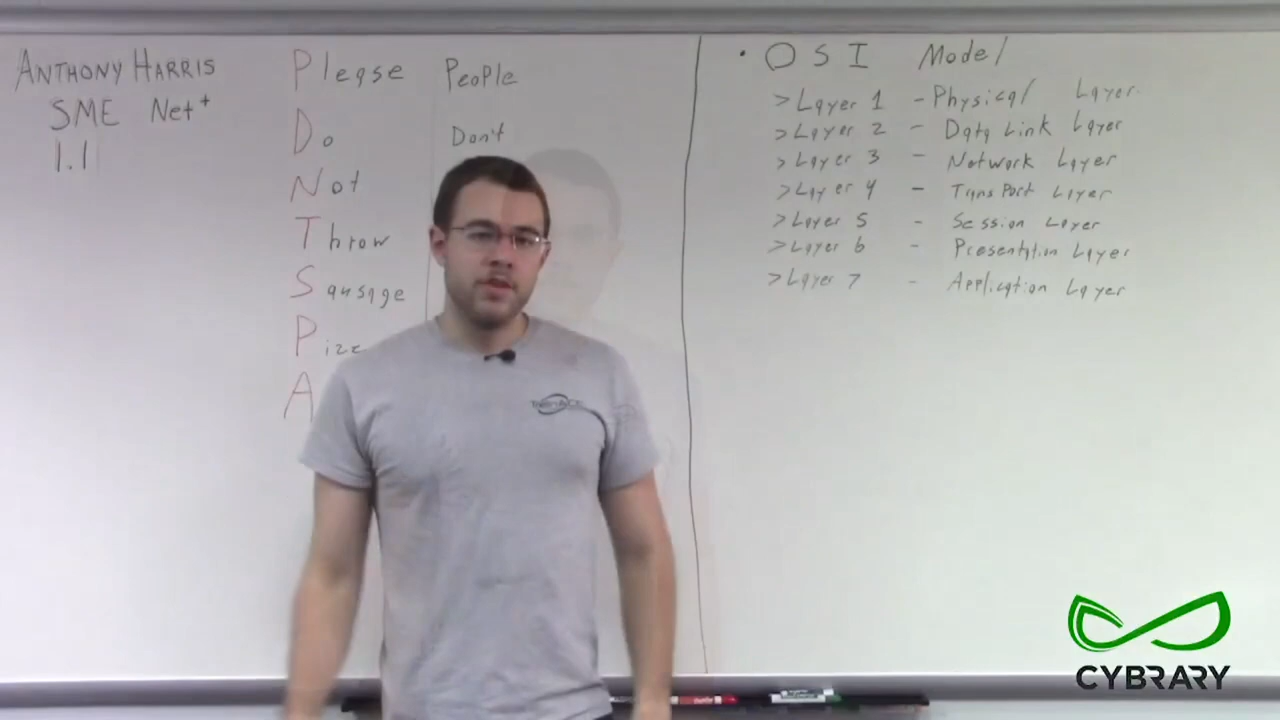 ANTHONY HARRIS
SME Net+
1.1
Please
Do
Not
Throw
Sausage
Pizz
A
People
Don't
• OSI Model
>Layer 1 - Physical Layer
>Layer 2 - Data Link Layer
>Layer 3 - Network Layer
>Layer 4 - Transport Layer
>Layer 5 - Session Layer
>Layer 6 - Presentation Layer
>Layer 7 - Application Layer
CYBRARY